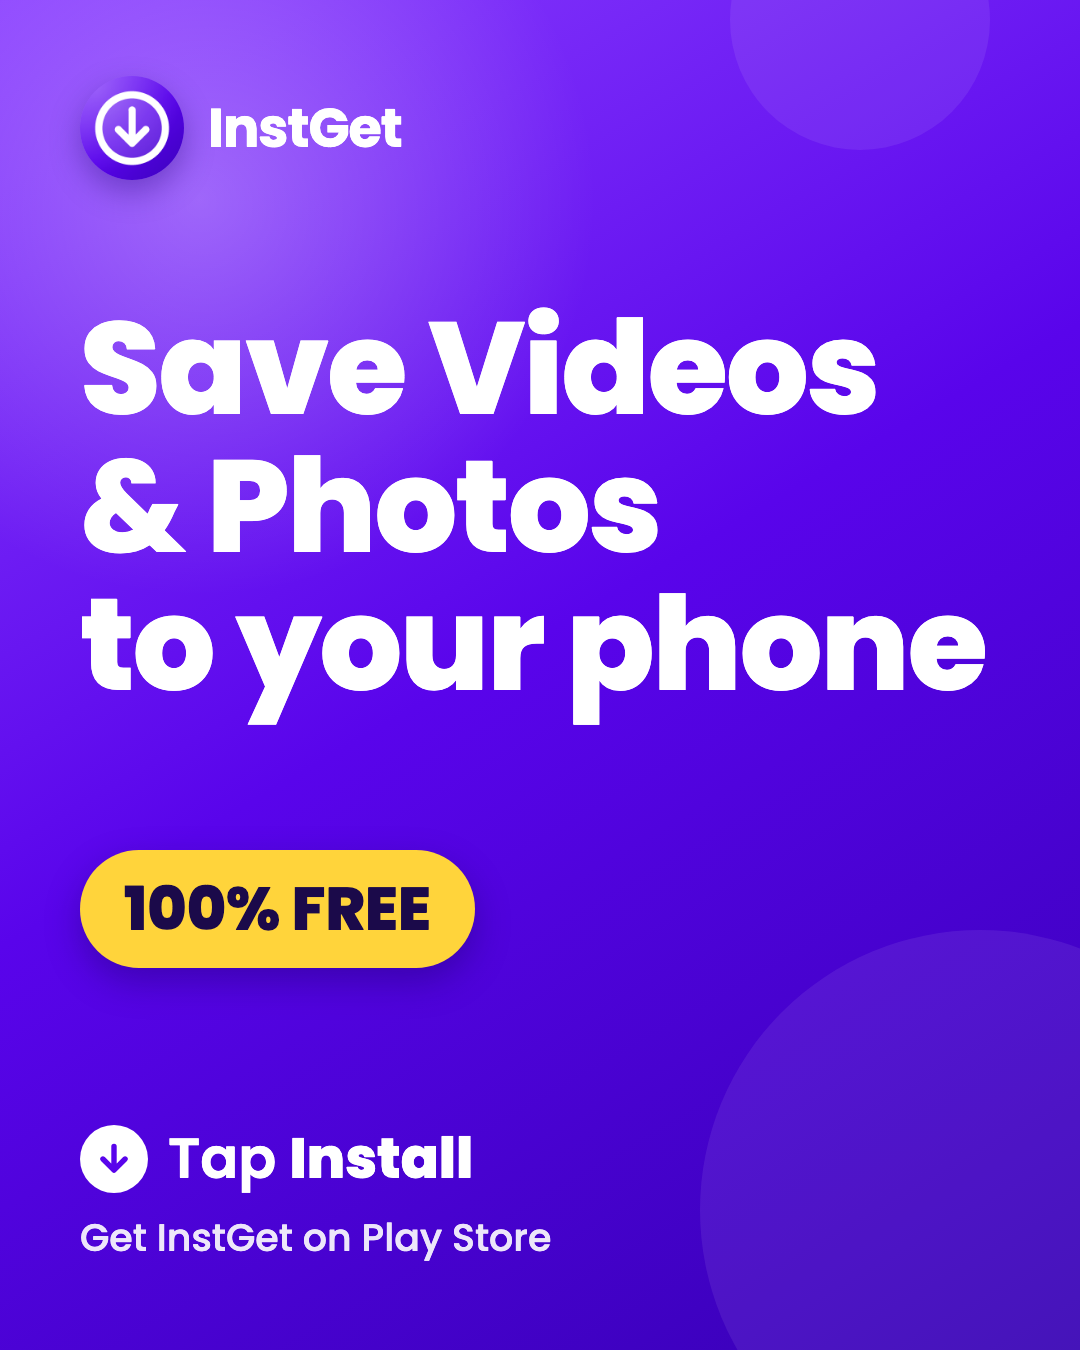 InstGet
Save Videos
& Photos
to your phone
100% FREE
Tap Install
Get InstGet on Play Store